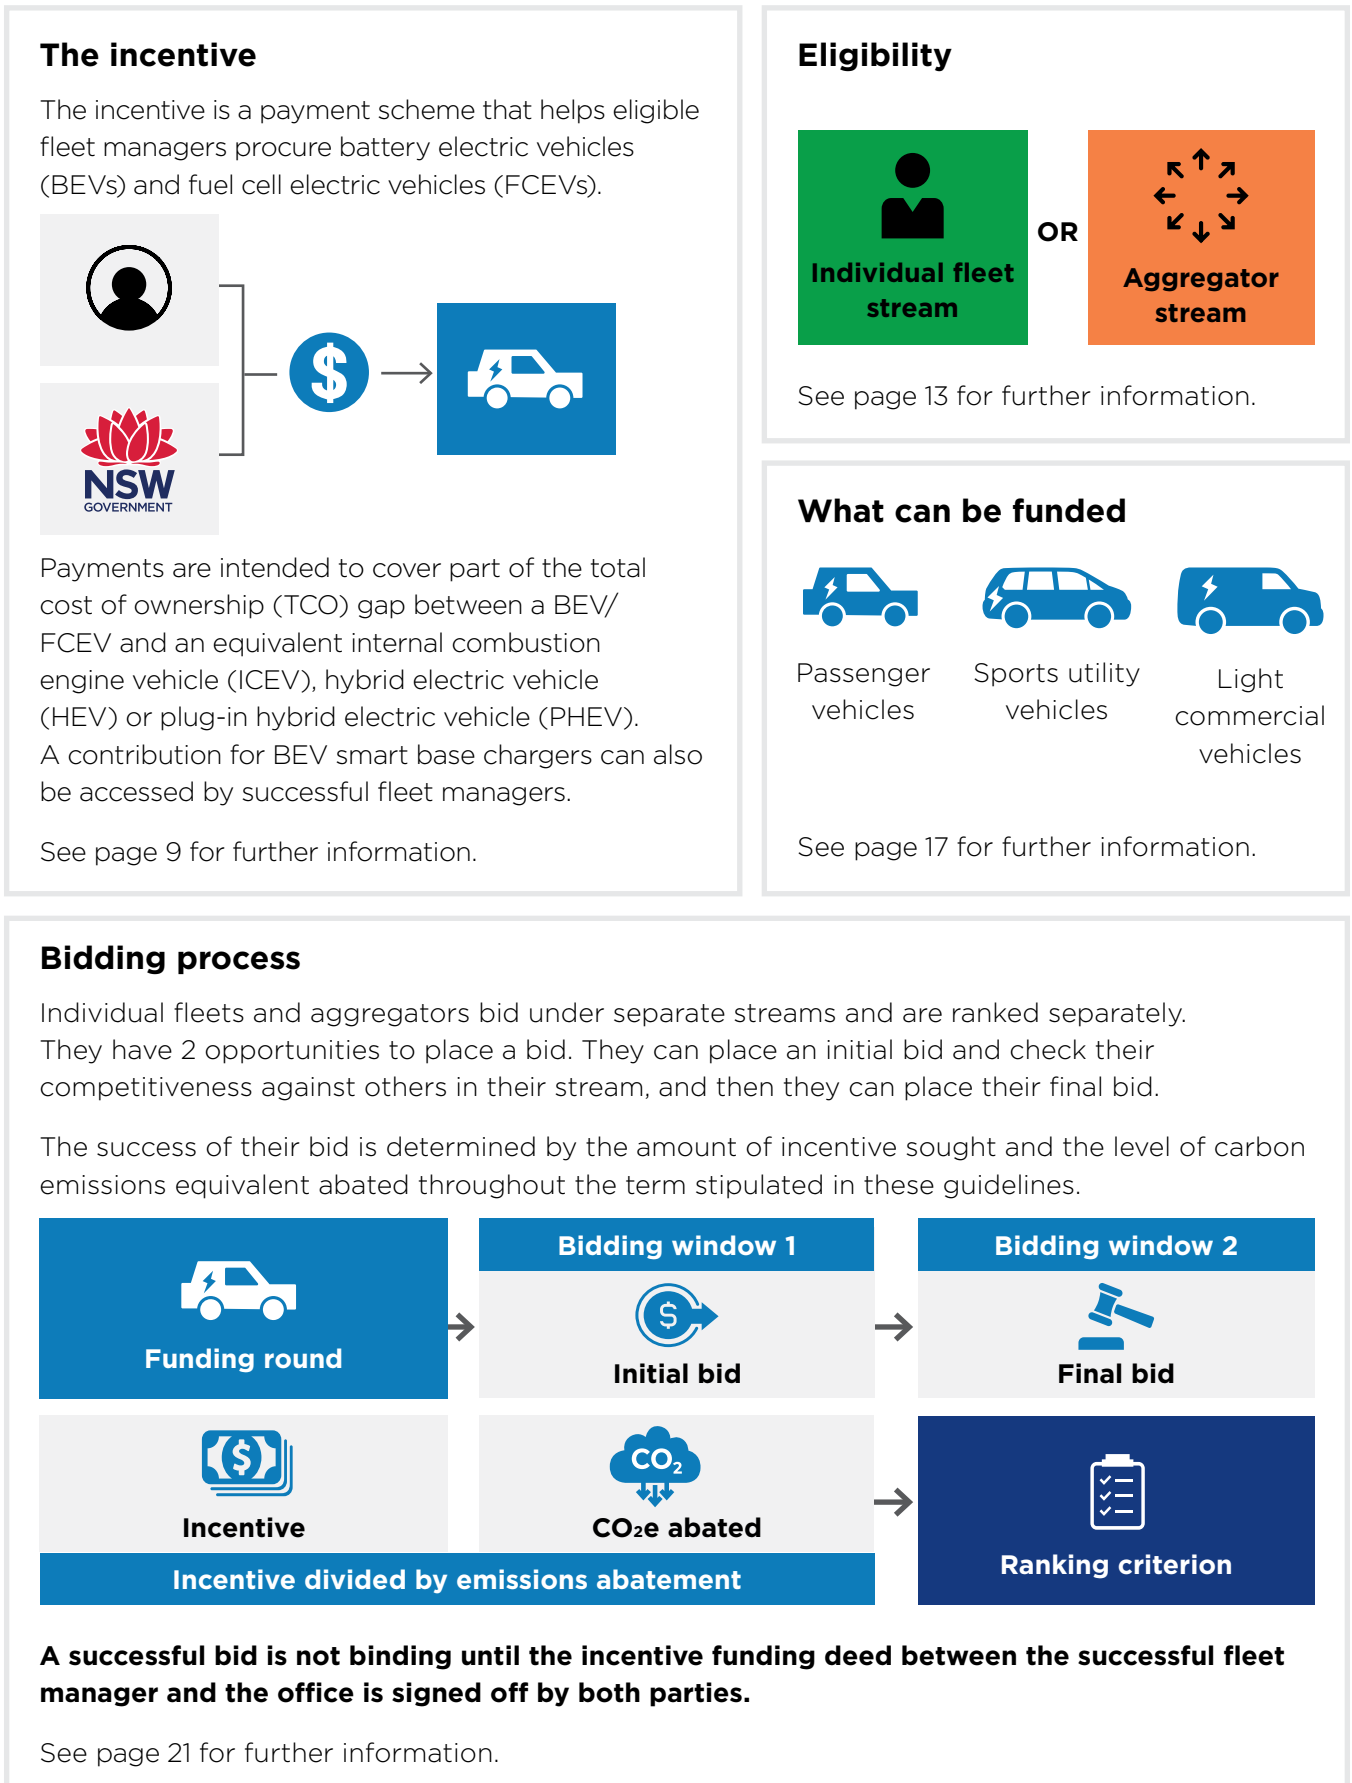 The incentive
The incentive is a payment scheme that helps eligible
fleet managers procure battery electric vehicles
(BEVs) and fuel cell electric vehicles (FCEVs).
$
NSW
GOVERNMENT
Payments are intended to cover part of the total
cost of ownership (TCO) gap between a BEV/
FCEV and an equivalent internal combustion
engine vehicle (ICEV), hybrid electric vehicle
(HEV) or plug-in hybrid electric vehicle (PHEV).
A contribution for BEV smart base chargers can also
be accessed by successful fleet managers.
See page 9 for further information.
Eligibility
Individual fleet
stream
OR
Aggregator
stream
See page 13 for further information.
What can be funded
Passenger
vehicles
Sports utility
vehicles
Light
commercial
vehicles
See page 17 for further information.
Bidding process
Individual fleets and aggregators bid under separate streams and are ranked separately.
They have 2 opportunities to place a bid. They can place an initial bid and check their
competitiveness against others in their stream, and then they can place their final bid.
The success of their bid is determined by the amount of incentive sought and the level of carbon
emissions equivalent abated throughout the term stipulated in these guidelines.
Funding round
Bidding window 1
$
Initial bid
Bidding window 2
Final bid
$
Incentive
CO₂
CO₂e abated
Incentive divided by emissions abatement
Ranking criterion
A successful bid is not binding until the incentive funding deed between the successful fleet
manager and the office is signed off by both parties.
See page 21 for further information.